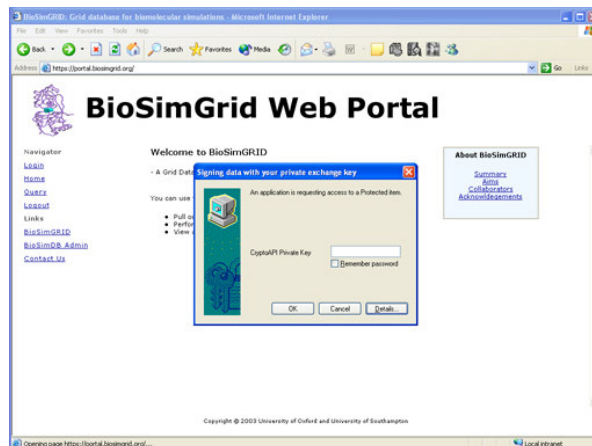 BioSimGRID: Grid database for biomolecular simulations - Microsoft Internet Explorer
File Edit View Favorites Tools Help
Back Search Favorites Media
Address https://portal.biosimgrid.org/ Go Links
BioSimGrid Web Portal
Navigator
Login
Home
Query
Logout
Links
BioSimGRID
BioSimDB Admin
Contact Us
Welcome to BioSimGRID
- A Grid Data
You can use
Pull ou
Perfor
View a
Signing data with your private exchange key
An application is requesting access to a Protected item.
CryptoAPI Private Key
Remember password
OK Cancel Details...
About BioSimGRID
Summary
Aims
Collaborators
Acknowledgements
Copyright @ 2003 University of Oxford and University of Southampton
Opening page https://portal.biosimgrid.org/... Local intranet